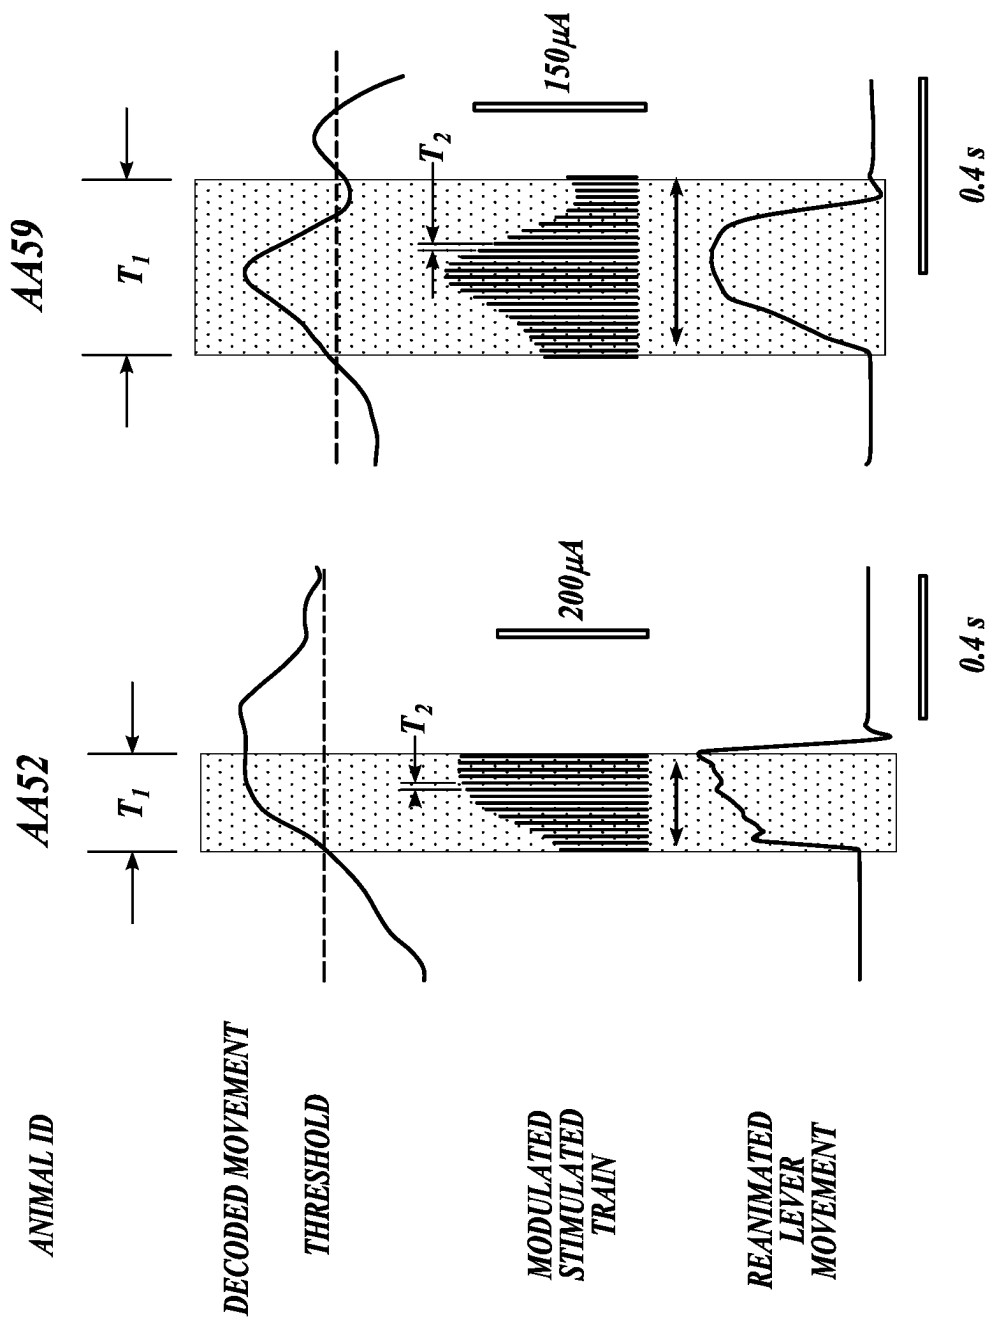 ANIMAL ID
AA52
AA59
T1
T1
DECODED MOVEMENT
THRESHOLD
T2
T2
MODULATED
STIMULATED
TRAIN
200μA
150μA
REANIMATED
LEVER
MOVEMENT
0.4 s
0.4 s